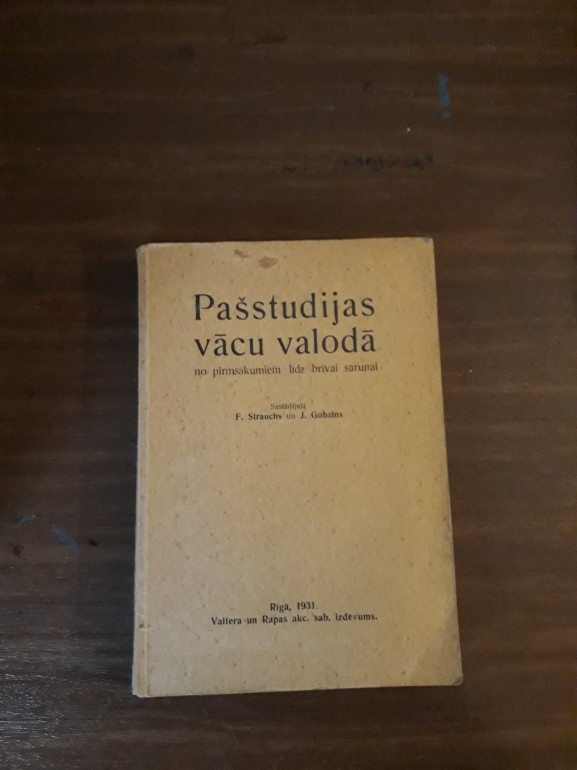 Pašstudijas
vācu valodā
no pirmsākumiem līdz brīvai sarunai
Sastādījuši
F. Strauchs un J. Gobziņs
Rīgā, 1931.
Valtera un Rapas akc. sab. izdevums.